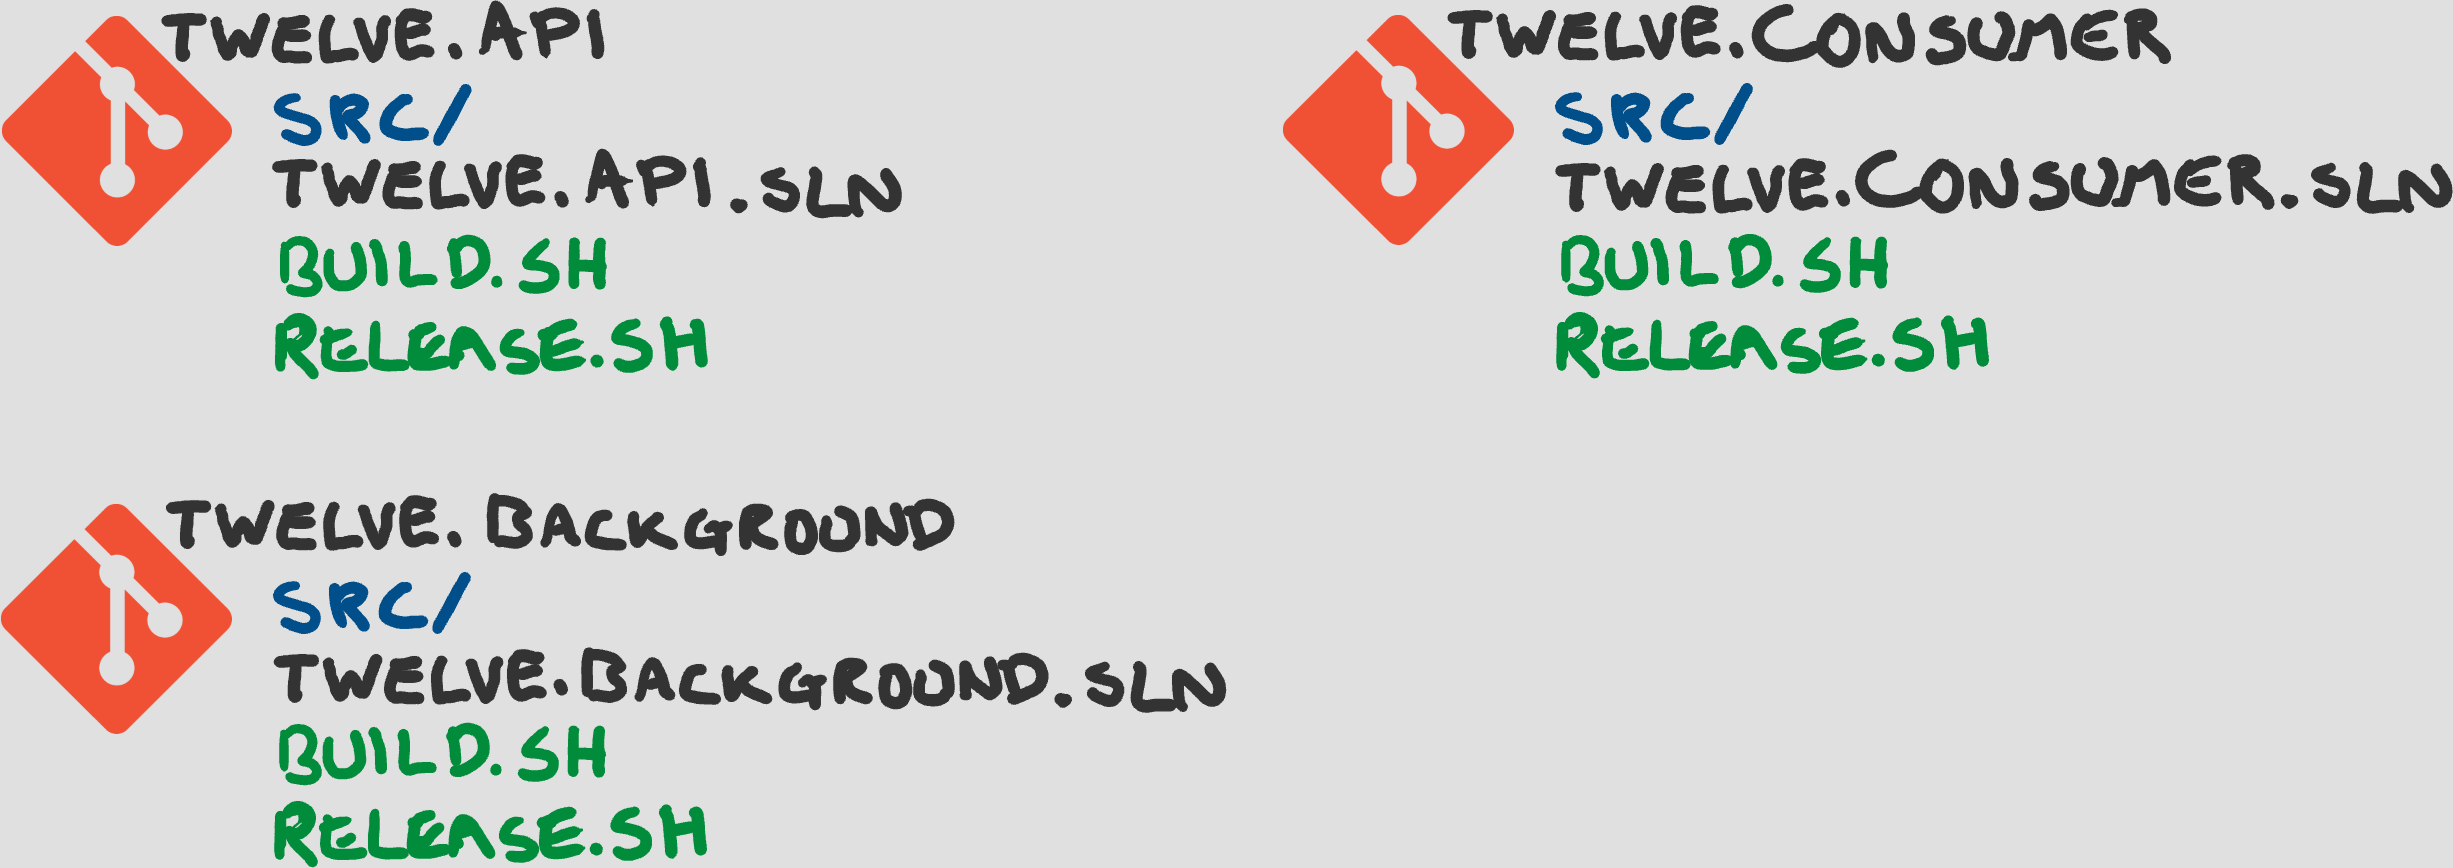 TWELVE.API
SRC/
TWELVE.API.SLN
BUILD.SH
RELEASE.SH
TWELVE.CONSUMER
SRC/
TWELVE.CONSUMER.SLN
BUILD.SH
RELEASE.SH
TWELVE.BACKGROUND
SRC/
TWELVE.BACKGROUND.SLN
BUILD.SH
RELEASE.SH